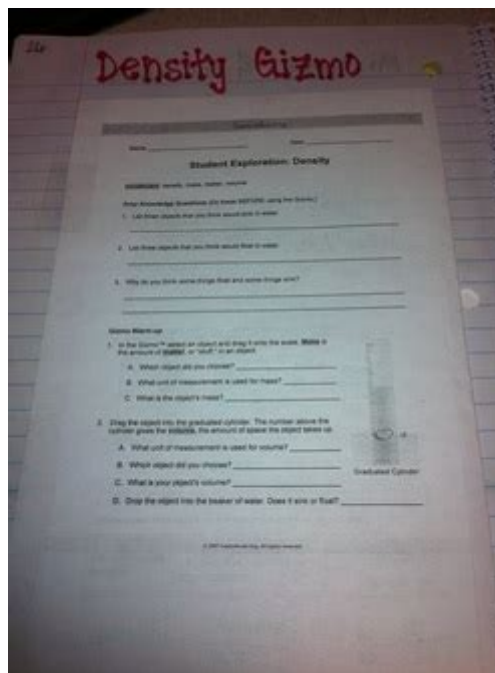 Density Gizmo
Name
Date
Student Exploration: Density
Vocabulary: density, mass, matter, volume
Prior Knowledge Questions (Do these BEFORE using the Gizmo.)
1. List three objects that you think would sink in water.
2. List three objects that you think would float in water.
3. Why do you think some things float and some things sink?
Gizmo Warm-up
1. In the Gizmo™ select an object and drag it onto the scale. Mass is
the amount of matter, or "stuff," in an object.
A. Which object did you choose?
B. What unit of measurement is used for mass?
C. What is the object's mass?
2. Drag the object into the graduated cylinder. The number above the
cylinder gives the volume, the amount of space the object takes up.
A. What unit of measurement is used for volume?
B. Which object did you choose?
C. What is your object's volume?
Graduated Cylinder
D. Drop the object into the beaker of water. Does it sink or float?